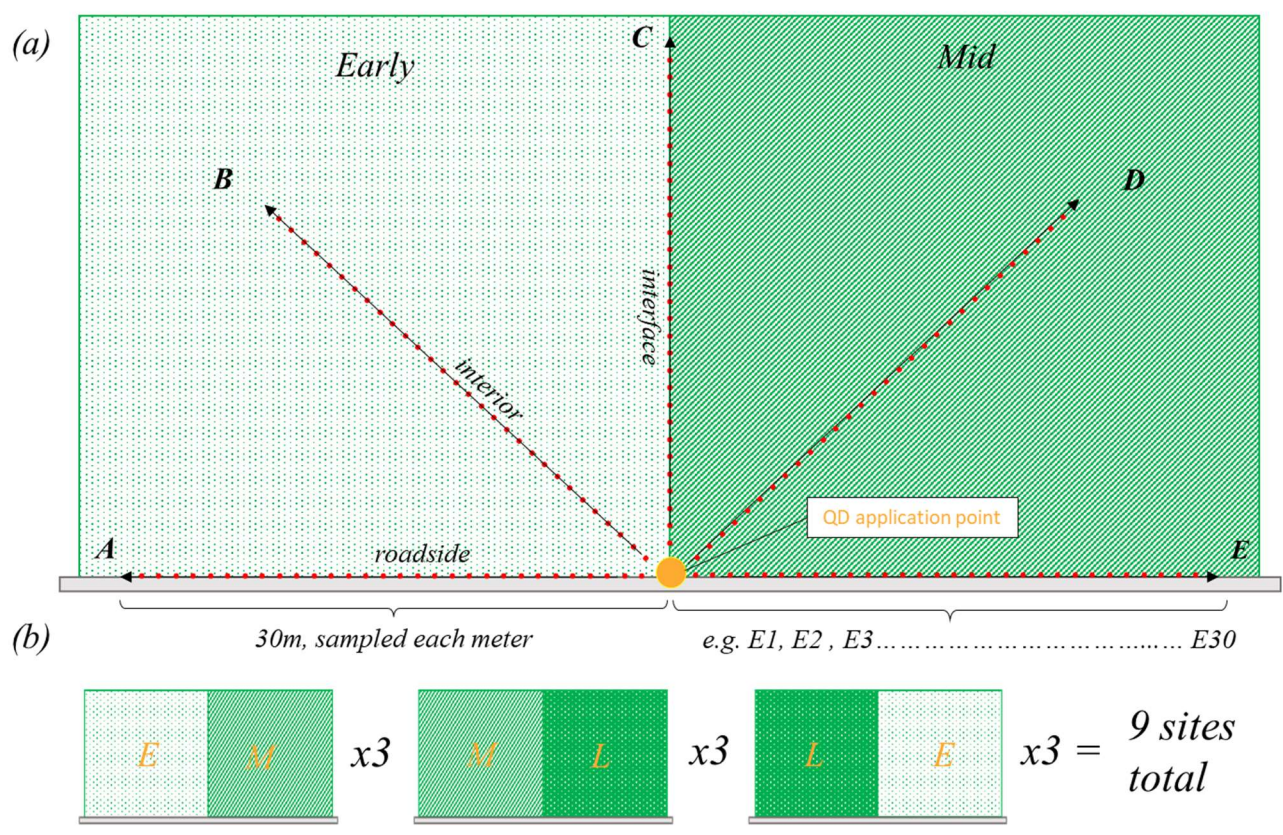 (a)
Early
C
Mid
B
D
interface
interior
QD application point
A
roadside
E
30m, sampled each meter
e.g. E1, E2 , E3…………………………......…… E30
(b)
E M x3 M L x3 L E x3 = 9 sites
total